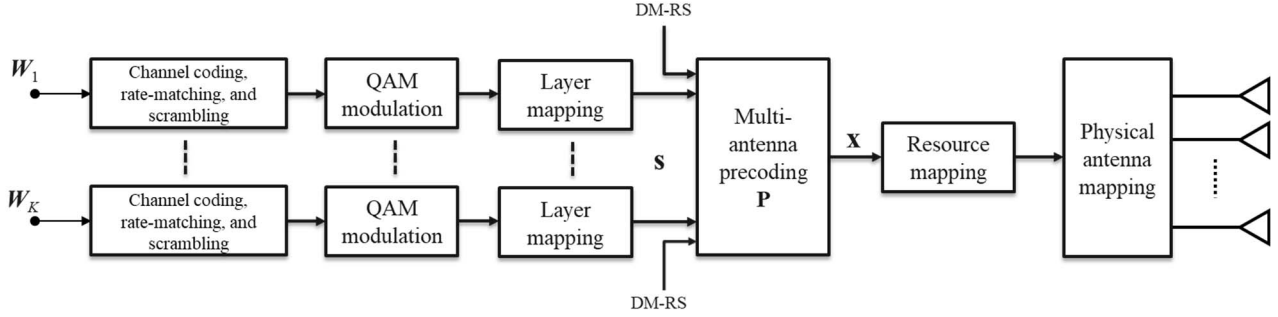 DM-RS
W1
Channel coding,
rate-matching, and
scrambling
QAM
modulation
Layer
mapping
Multi-
antenna
precoding
P
s
x
Resource
mapping
Physical
antenna
mapping
WK
Channel coding,
rate-matching, and
scrambling
QAM
modulation
Layer
mapping
DM-RS